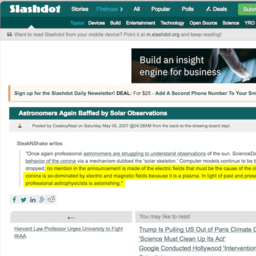 Slashdot
Stories
Firehose
All
Popular
Polls
Deals
Submit
Topics
Devices
Build
Entertainment
Technology
Open Source
Science
YRO
Want to read Slashdot from your mobile device? Point it at m.slashdot.org and keep reading!
Build an insight
engine for business
Sign up for the Slashdot Daily Newsletter! DEAL: For $25 - Add A Second Phone Number To Your Sm
Astronomers Again Baffled by Solar Observations
Posted by CowboyNeal on Saturday May 05, 2007 @04:28AM from the back-to-the-drawing-board dept.
SteakNShake writes
"Once again professional astronomers are struggling to understand observations of the sun. ScienceDa
behavior of the corona via a mechanism dubbed the 'solar skeleton.' Computer models continue to be t
dropped, no mention in the announcement is made of the electric fields that must be the cause of the o
corona is so-dominated by electric and magnetic fields because it is a plasma. In light of past and presen
professional astrophysicists is astonishing."
You may also like to read:
Harvard Law Professor Urges University to Fight
RIAA
Trump Is Pulling US Out of Paris Climate D
'Science Must Clean Up Its Act'
Google Conducted Hollywood 'Intervention